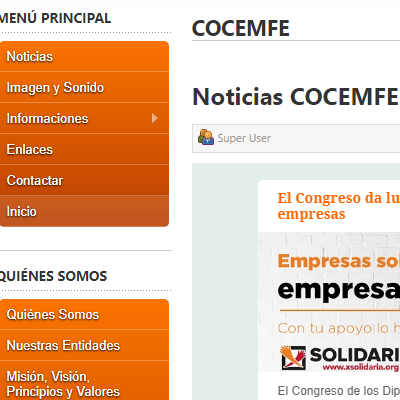 MENÚ PRINCIPAL
Noticias
Imagen y Sonido
Informaciones
Enlaces
Contactar
Inicio
QUIÉNES SOMOS
Quiénes Somos
Nuestras Entidades
Misión, Visión,
Principios y Valores
COCEMFE
Noticias COCEMFE
Super User
El Congreso da lu
empresas
Empresas so
empresa
Con tu apoyo lo h
SOLIDARIA
www.xsolidaria.org
El Congreso de los Dip